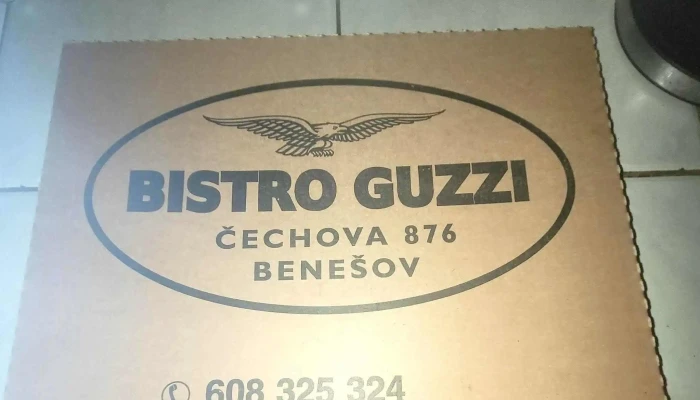 BISTRO GUZZI
ČECHOVA 876
BENEŠOV
608 325 324